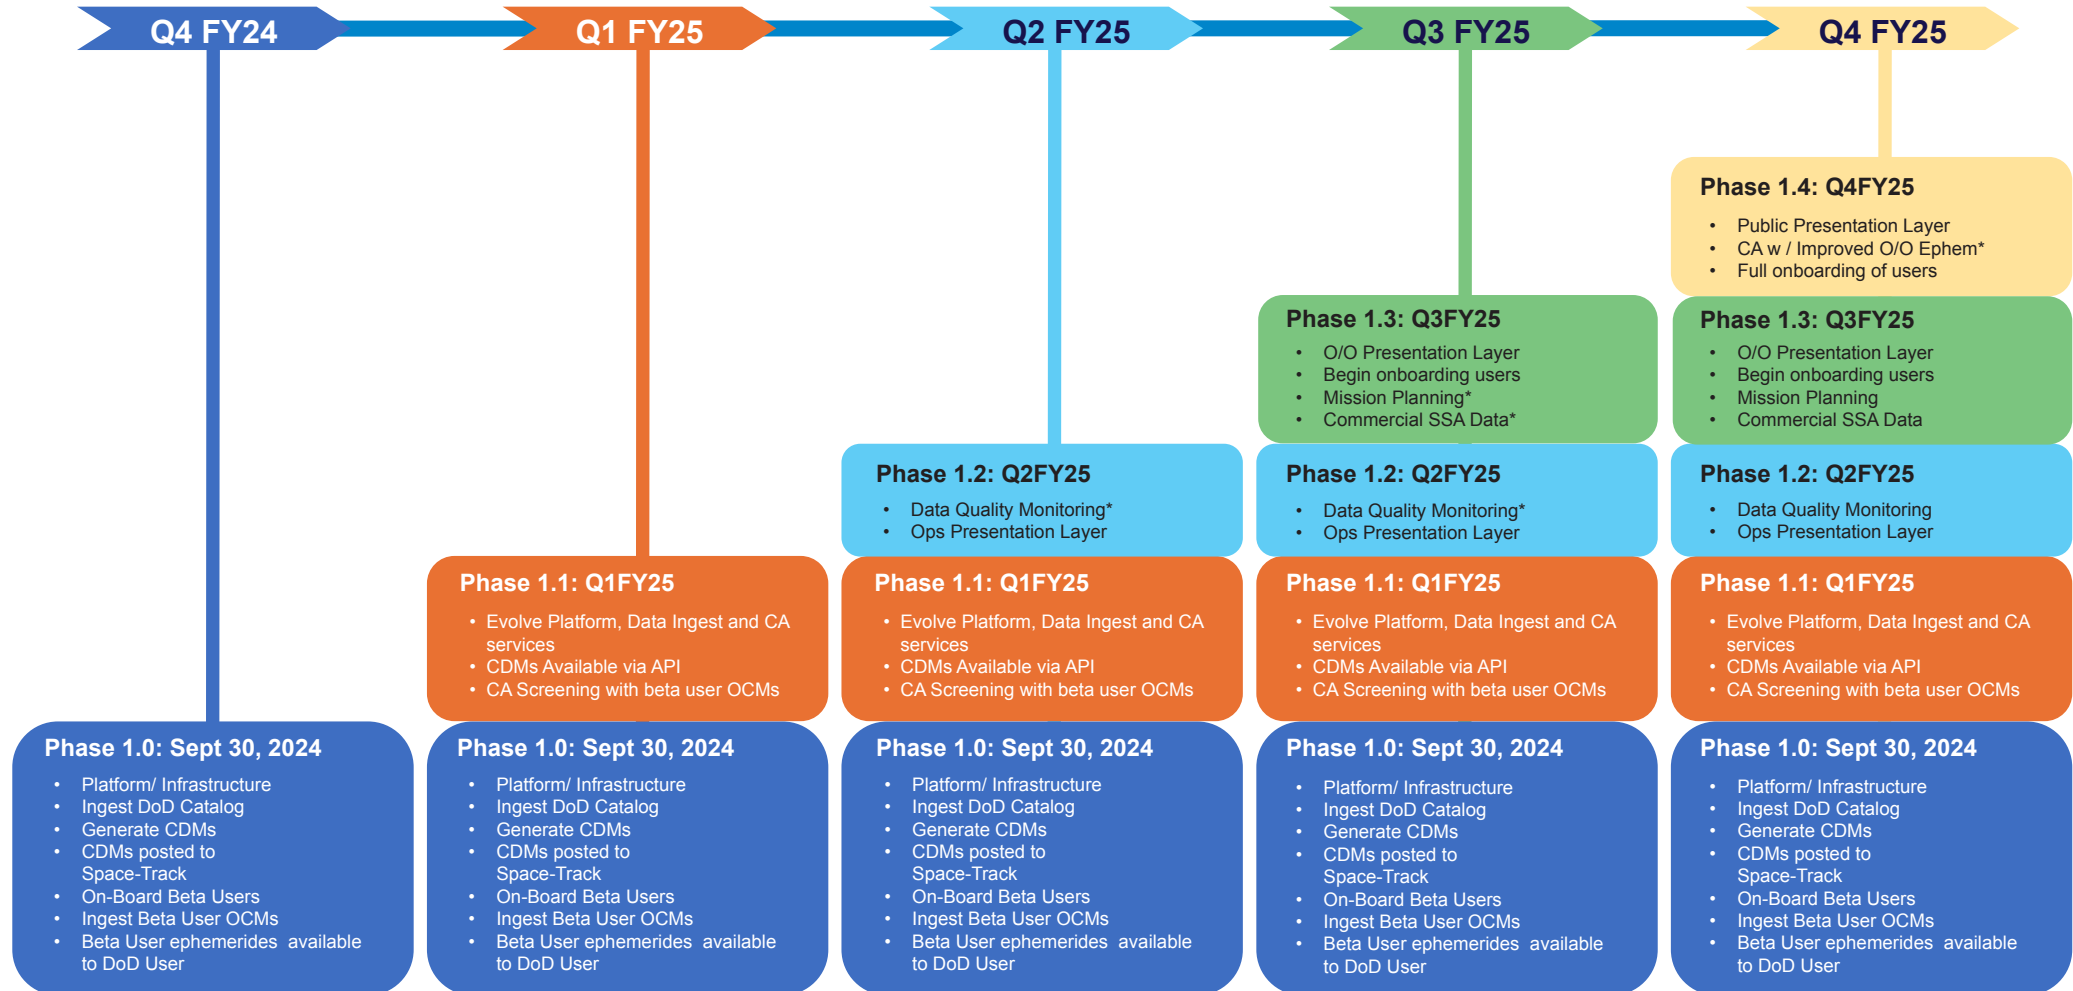 Q4 FY24
Q1 FY25
Q2 FY25
Q3 FY25
Q4 FY25
Phase 1.0: Sept 30, 2024
• Platform/ Infrastructure
• Ingest DoD Catalog
• Generate CDMs
• CDMs posted to
Space-Track
• On-Board Beta Users
• Ingest Beta User OCMs
• Beta User ephemerides available
to DoD User
Phase 1.1: Q1FY25
• Evolve Platform, Data Ingest and CA
services
• CDMs Available via API
• CA Screening with beta user OCMs
Phase 1.0: Sept 30, 2024
• Platform/ Infrastructure
• Ingest DoD Catalog
• Generate CDMs
• CDMs posted to
Space-Track
• On-Board Beta Users
• Ingest Beta User OCMs
• Beta User ephemerides available
to DoD User
Phase 1.2: Q2FY25
• Data Quality Monitoring*
• Ops Presentation Layer
Phase 1.1: Q1FY25
• Evolve Platform, Data Ingest and CA
services
• CDMs Available via API
• CA Screening with beta user OCMs
Phase 1.0: Sept 30, 2024
• Platform/ Infrastructure
• Ingest DoD Catalog
• Generate CDMs
• CDMs posted to
Space-Track
• On-Board Beta Users
• Ingest Beta User OCMs
• Beta User ephemerides available
to DoD User
Phase 1.3: Q3FY25
• O/O Presentation Layer
• Begin onboarding users
• Mission Planning*
• Commercial SSA Data*
Phase 1.2: Q2FY25
• Data Quality Monitoring*
• Ops Presentation Layer
Phase 1.1: Q1FY25
• Evolve Platform, Data Ingest and CA
services
• CDMs Available via API
• CA Screening with beta user OCMs
Phase 1.0: Sept 30, 2024
• Platform/ Infrastructure
• Ingest DoD Catalog
• Generate CDMs
• CDMs posted to
Space-Track
• On-Board Beta Users
• Ingest Beta User OCMs
• Beta User ephemerides available
to DoD User
Phase 1.4: Q4FY25
• Public Presentation Layer
• CA w / Improved O/O Ephem*
• Full onboarding of users
Phase 1.3: Q3FY25
• O/O Presentation Layer
• Begin onboarding users
• Mission Planning
• Commercial SSA Data
Phase 1.2: Q2FY25
• Data Quality Monitoring
• Ops Presentation Layer
Phase 1.1: Q1FY25
• Evolve Platform, Data Ingest and CA
services
• CDMs Available via API
• CA Screening with beta user OCMs
Phase 1.0: Sept 30, 2024
• Platform/ Infrastructure
• Ingest DoD Catalog
• Generate CDMs
• CDMs posted to
Space-Track
• On-Board Beta Users
• Ingest Beta User OCMs
• Beta User ephemerides available
to DoD User